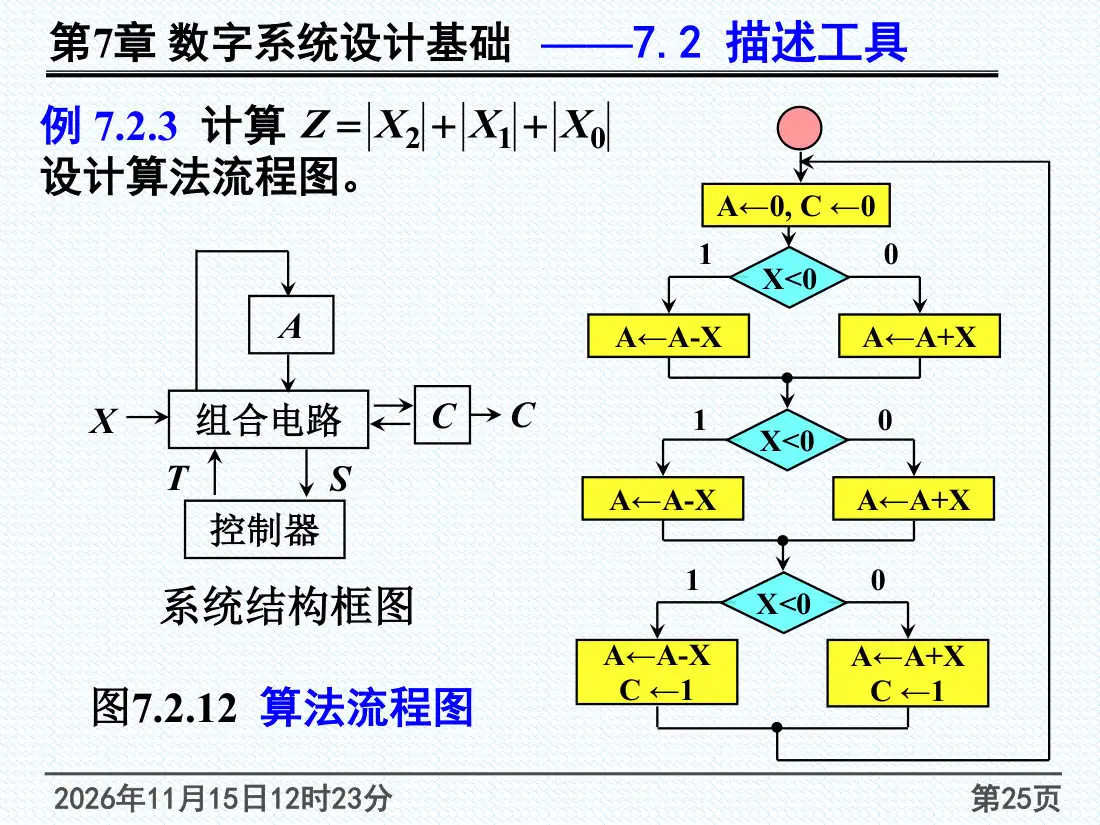 第7章 数字系统设计基础 ——7.2 描述工具
例 7.2.3 计算 Z=|X₂|+|X₁|+|X₀|
设计算法流程图。
A
X
组合电路
C
C
T
S
控制器
系统结构框图
图7.2.12 算法流程图
A←0, C ←0
1
X<0
0
A←A-X
A←A+X
1
X<0
0
A←A-X
A←A+X
1
X<0
0
A←A-X
C ←1
A←A+X
C ←1
2026年11月15日12时23分
第25页